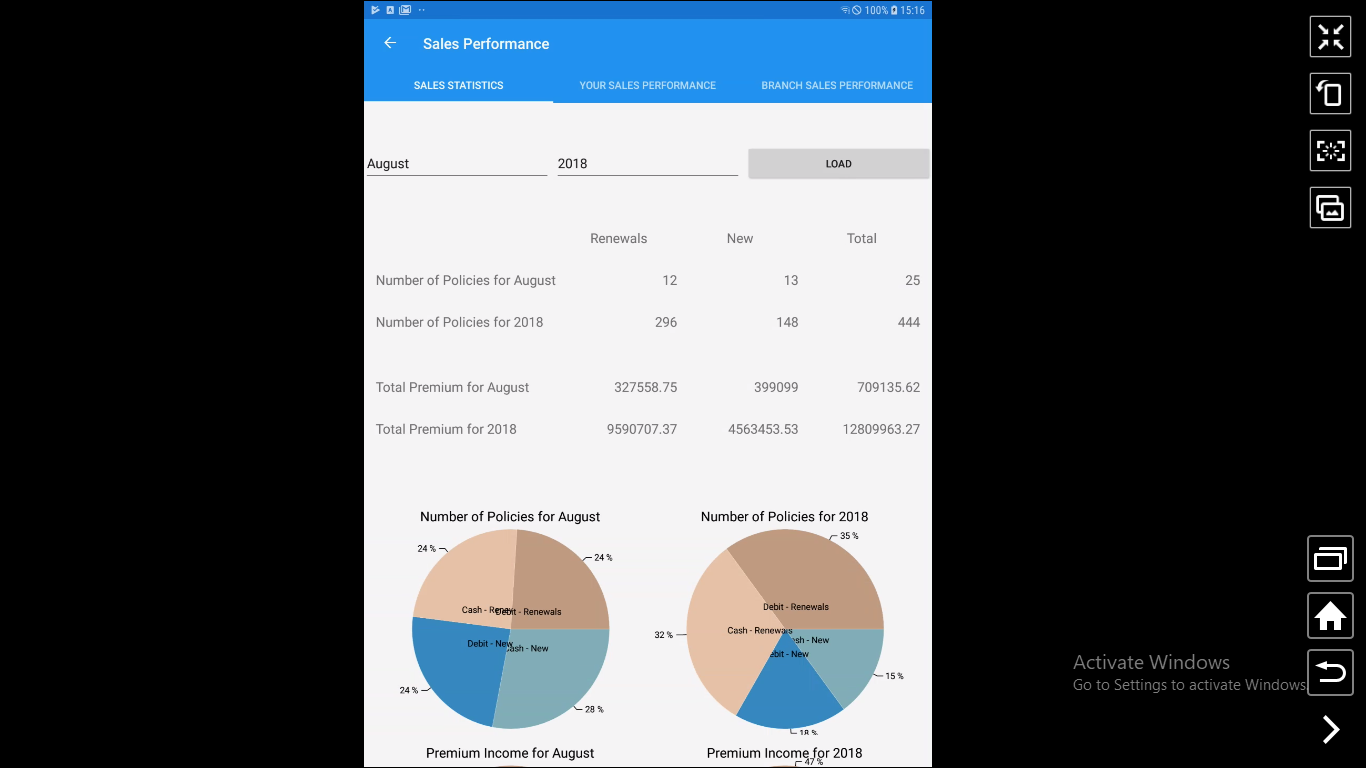 100% 15:16
Sales Performance
SALES STATISTICS YOUR SALES PERFORMANCE BRANCH SALES PERFORMANCE
August 2018 LOAD
Renewals New Total
Number of Policies for August 12 13 25
Number of Policies for 2018 296 148 444
Total Premium for August 327558.75 399099 709135.62
Total Premium for 2018 9590707.37 4563453.53 12809963.27
Number of Policies for August Number of Policies for 2018
35 %
24 % 24 %
Debit - Renewals
Cash - Renew Debit - Renewals
Cash - Renewals
32 %
Debit - New ash - New
ash - New
ebit - New
15 %
24 %
28 %
18 %
Premium Income for August Premium Income for 2018
47 %
Activate Windows
Go to Settings to activate Windows